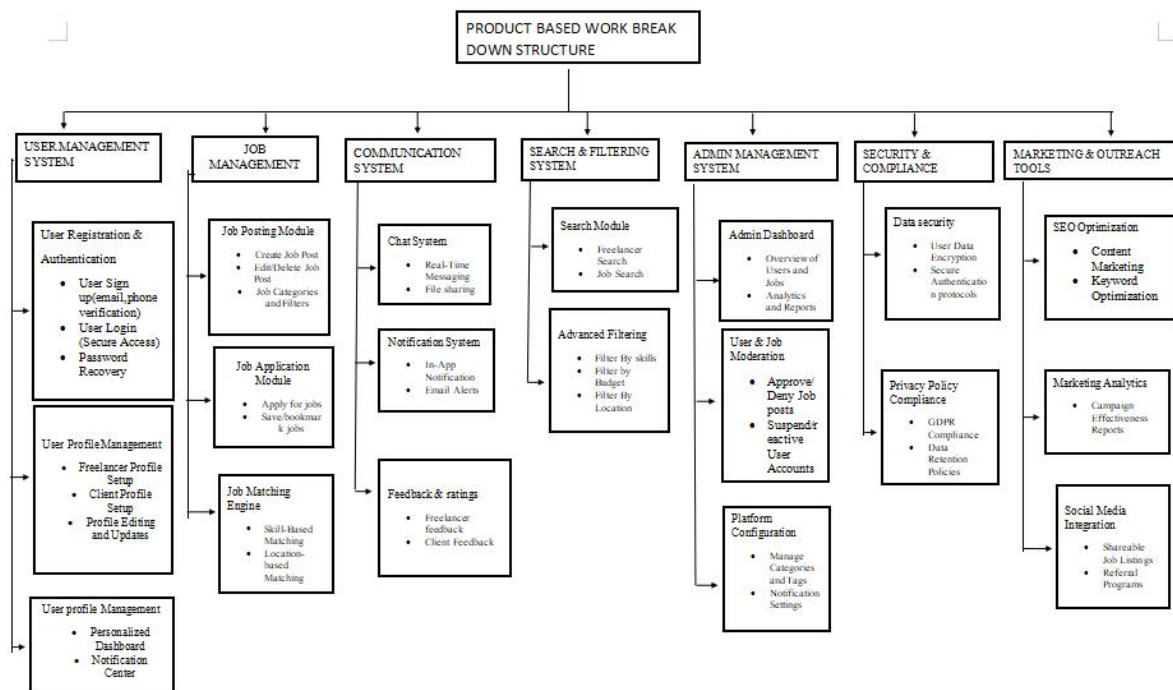 PRODUCT BASED WORK BREAK
DOWN STRUCTURE
USER MANAGEMENT
SYSTEM
User Registration &
Authentication
• User Sign
up(email,phone
verification)
• User Login
(Secure Access)
• Password
Recovery
User Profile Management
• Freelancer Profile
Setup
• Client Profile
Setup
• Profile Editing
and Updates
User profile Management
• Personalized
Dashboard
• Notification
Center
JOB
MANAGEMENT
Job Posting Module
• Create Job Post
• Edit/Delete Job
Post
• Job Categories
and Filters
Job Application
Module
• Apply for jobs
• Save/bookmar
k jobs
Job Matching
Engine
• Skill-Based
Matching
• Location-
based Matching
COMMUNICATION
SYSTEM
Chat System
• Real-Time
Messaging
• File sharing
Notification System
• In-App
Notification
• Email Alerts
Feedback & ratings
• Freelancer
feedback
• Client Feedback
SEARCH & FILTERING
SYSTEM
Search Module
• Freelancer
Search
• Job Search
Advanced Filtering
• Filter By skills
• Filter by
Budget
• Filter By
Location
ADMIN MANAGEMENT
SYSTEM
Admin Dashboard
• Overview of
Users and
Jobs
• Analytics
and Reports
User & Job
Moderation
• Approve/
Deny Job
posts
• Suspend/r
eactive
User
Accounts
Platform
Configuration
• Manage
Categories
and Tags
• Notification
Settings
SECURITY &
COMPLIANCE
Data security
• User Data
Encryption
• Secure
Authenticatio
n protocols
Privacy Policy
Compliance
• GDPR
Compliance
• Data
Retention
Policies
MARKETING & OUTREACH
TOOLS
SEO Optimization
• Content
Marketing
• Keyword
Optimization
Marketing Analytics
• Campaign
Effectiveness
Reports
Social Media
Integration
• Shareable
Job Listings
• Referral
Programs